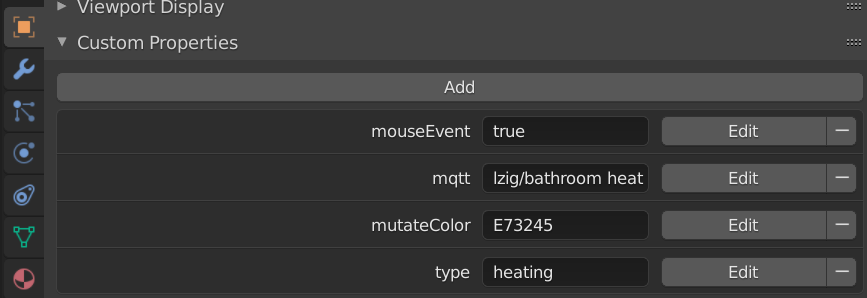 Viewport Display
Custom Properties
Add
mouseEvent true Edit
mqtt lzig/bathroom heat Edit
mutateColor E73245 Edit
type heating Edit